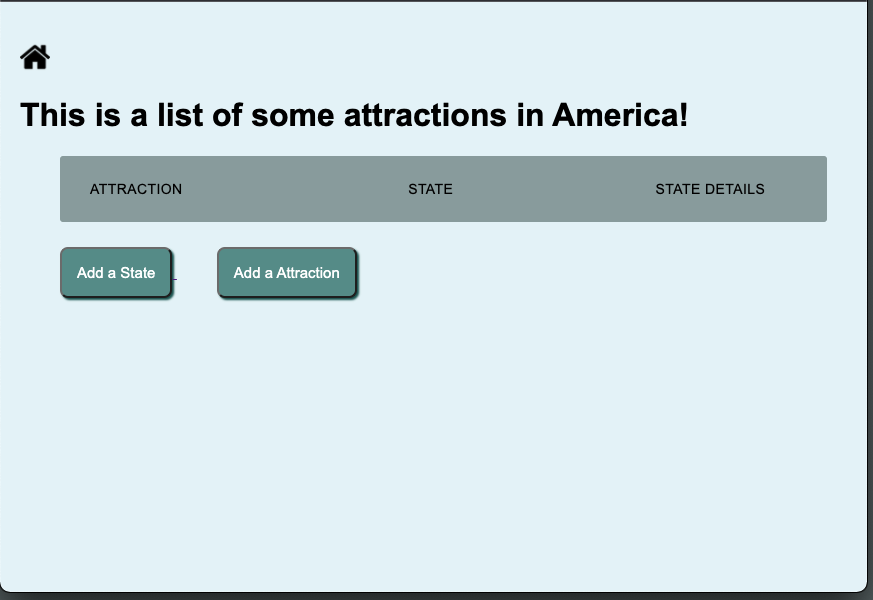 This is a list of some attractions in America!
ATTRACTION STATE STATE DETAILS
Add a State Add a Attraction